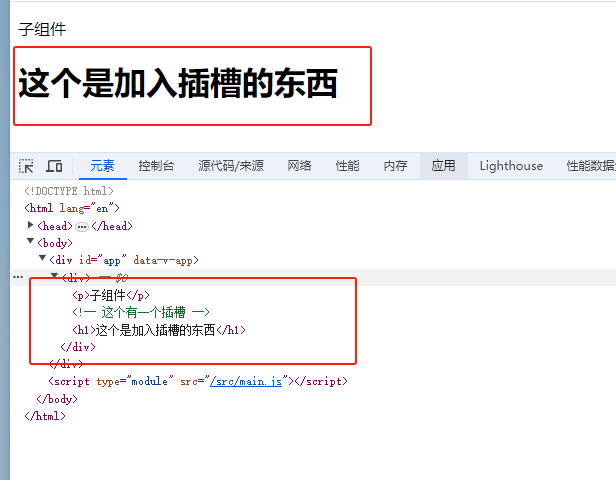 子组件
这个是加入插槽的东西
元素 控制台 源代码/来源 网络 性能 内存 应用 Lighthouse 性能数据
<!DOCTYPE html>
<html lang="en">
<head> ••• </head>
<body>
<div id="app" data-v-app>
••• <div> == $0
<p>子组件</p>
<!-- 这个有一个插槽 -->
<h1>这个是加入插槽的东西</h1>
</div>
</div>
<script type="module" src="/src/main.js"></script>
</body>
</html>